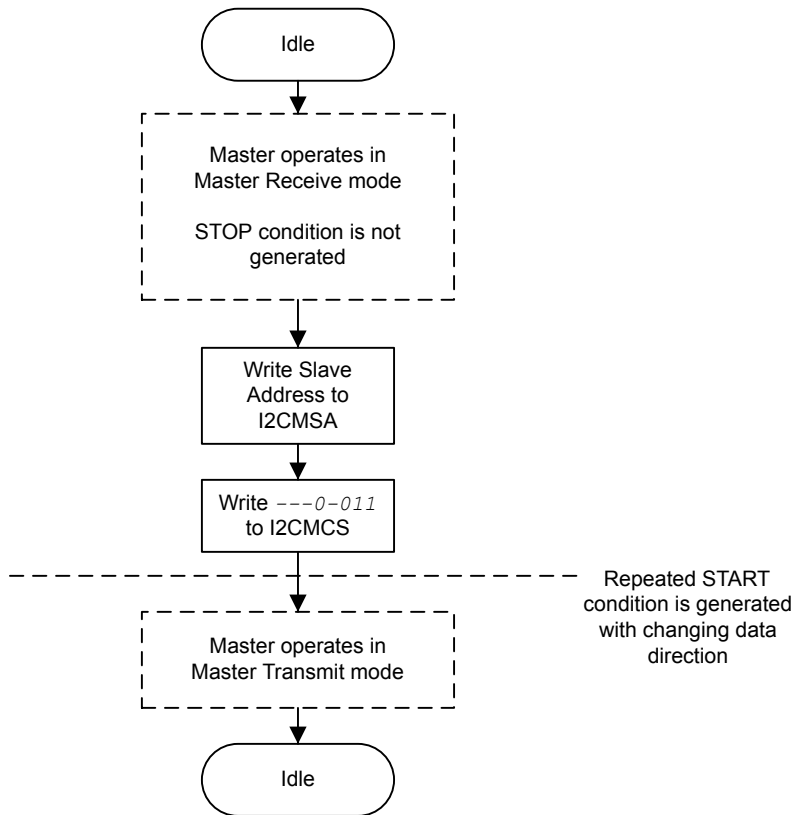 Idle
Master operates in
Master Receive mode
STOP condition is not
generated
Write Slave
Address to
I2CMSA
Write ---0-011
to I2CMCS
Repeated START
condition is generated
with changing data
direction
Master operates in
Master Transmit mode
Idle